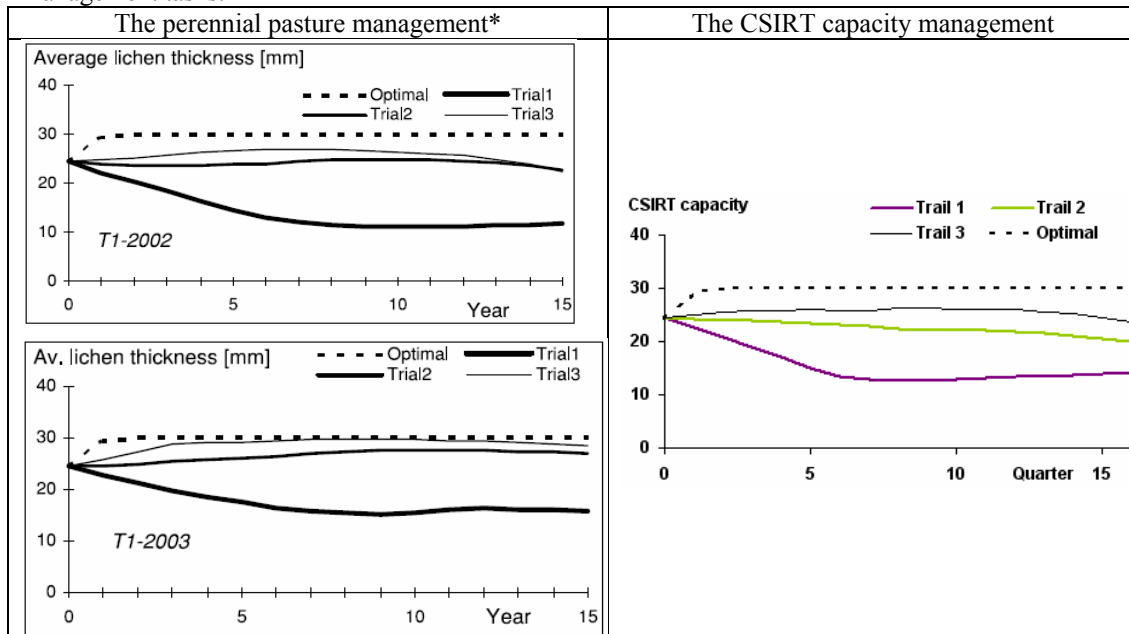 The perennial pasture management*
The CSIRT capacity management
Average lichen thickness [mm]
40
30
20
10
0
Optimal
Trial1
Trial2
Trial3
T1-2002
0
5
10
15
Year
Av. lichen thickness [mm]
40
30
20
10
0
Optimal
Trial1
Trial2
Trial3
T1-2003
0
5
10
15
Year
CSIRT capacity
40
30
20
10
0
Trail 1
Trail 2
Trail 3
Optimal
0
5
10
Quarter
15